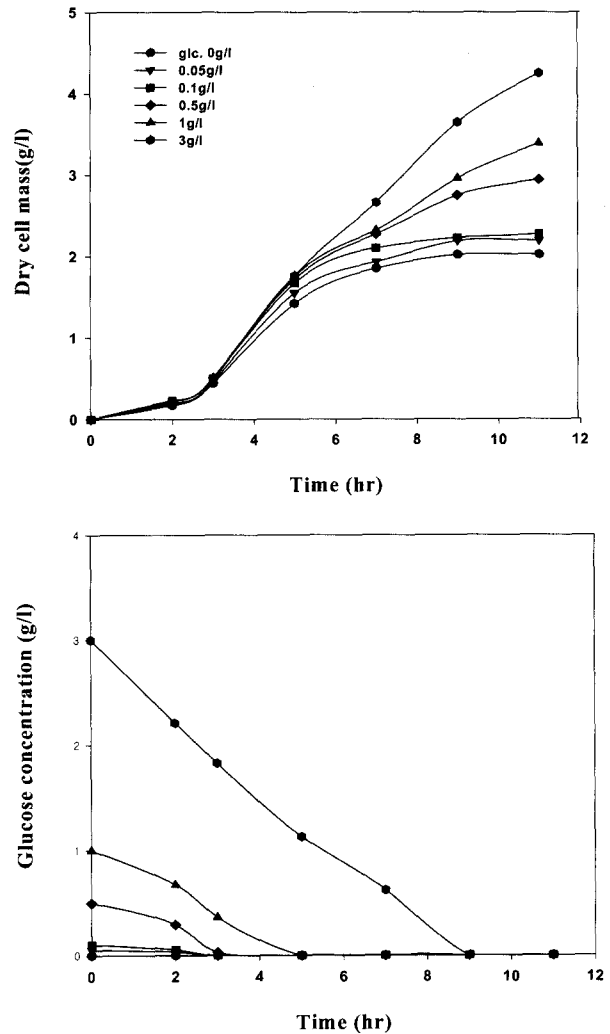 5
4
3
2
1
0
Dry cell mass(g/l)
glc. 0g/l
0.05g/l
0.1g/l
0.5g/l
1g/l
3g/l
0 2 4 6 8 10 12
Time (hr)
4
3
2
1
0
Glucose concentration (g/l)
0 2 4 6 8 10 12
Time (hr)